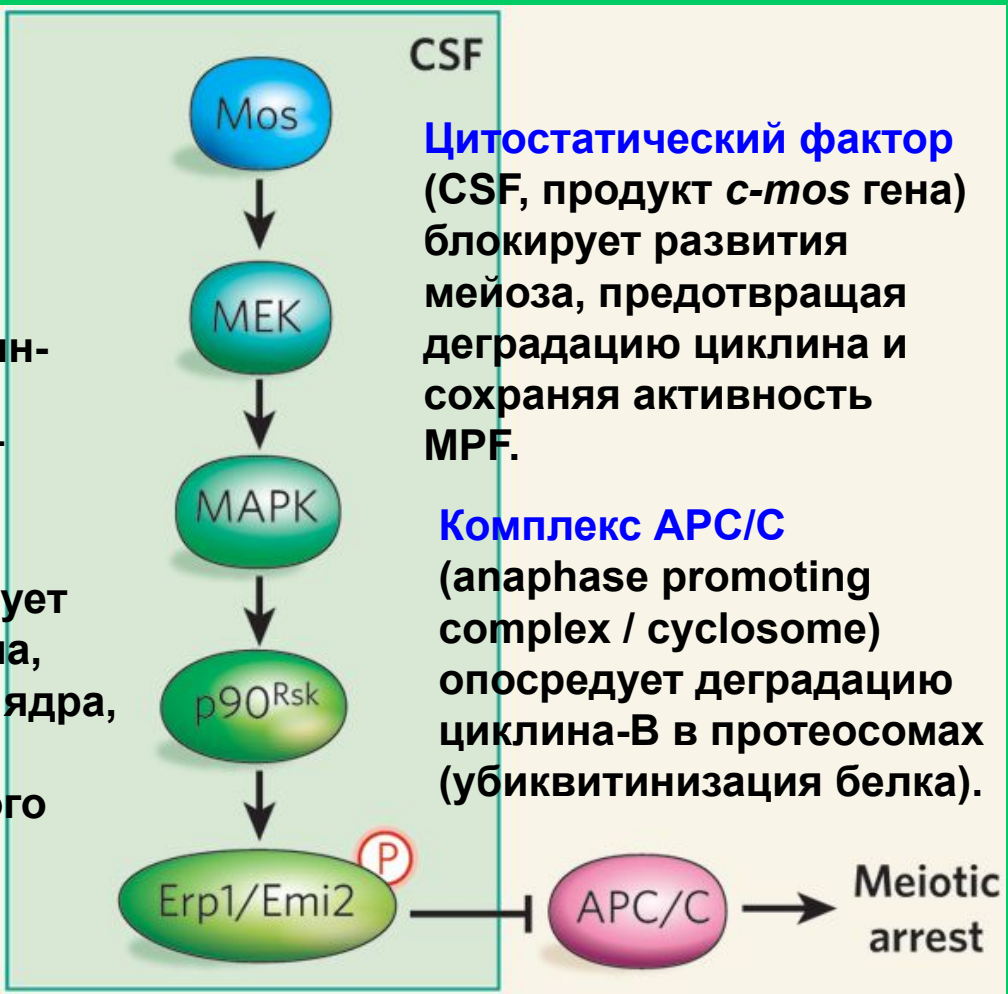 CSF
Mos
MEK
MAPK
p90Rsk
Erp1/Emi2
P
APC/C
Meiotic
arrest
Цитостатический фактор
(CSF, продукт c-mos гена)
блокирует развития
мейоза, предотвращая
деградацию циклина и
сохраняя активность
MPF.
Комплекс APC/C
(anaphase promoting
complex / cyclosome)
опосредует деградацию
циклина-В в протеосомах
(убиквитинизация белка).
ядра,